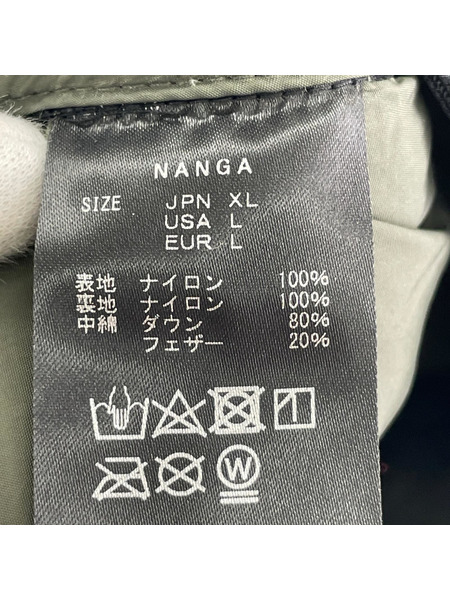 NANGA
SIZE JPN XL
USA L
EUR L
表地 ナイロン 100%
裏地 ナイロン 100%
中綿 ダウン 80%
フェザー 20%
W